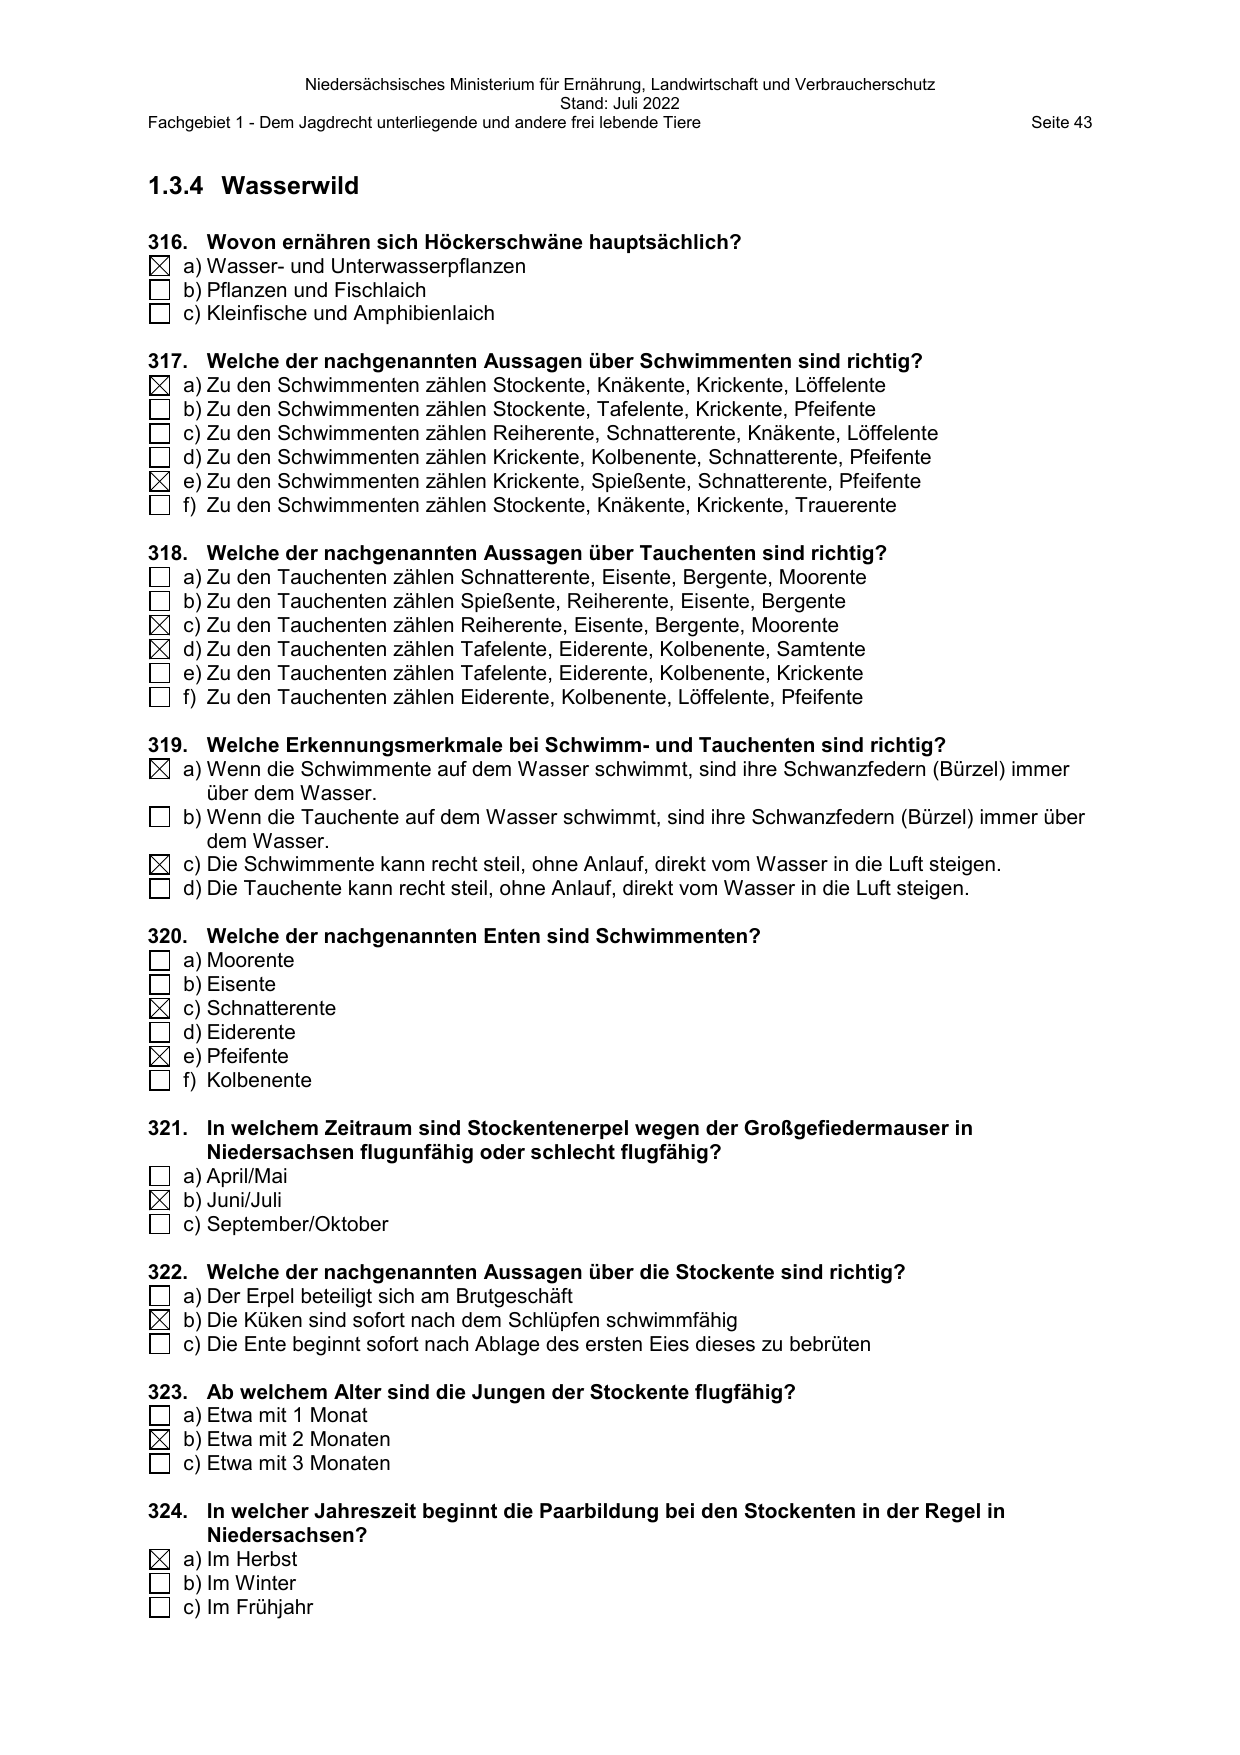 Niedersächsisches Ministerium für Ernährung, Landwirtschaft und Verbraucherschutz
Stand: Juli 2022
Fachgebiet 1 - Dem Jagdrecht unterliegende und andere frei lebende Tiere Seite 43
1.3.4 Wasserwild
316. Wovon ernähren sich Höckerschwäne hauptsächlich?
☒ a) Wasser- und Unterwasserpflanzen
☐ b) Pflanzen und Fischlaich
☐ c) Kleinfische und Amphibienlaich
317. Welche der nachgenannten Aussagen über Schwimmenten sind richtig?
☒ a) Zu den Schwimmenten zählen Stockente, Knäkente, Krickente, Löffelente
☐ b) Zu den Schwimmenten zählen Stockente, Tafelente, Krickente, Pfeifente
☐ c) Zu den Schwimmenten zählen Reiherente, Schnatterente, Knäkente, Löffelente
☐ d) Zu den Schwimmenten zählen Krickente, Kolbenente, Schnatterente, Pfeifente
☒ e) Zu den Schwimmenten zählen Krickente, Spießente, Schnatterente, Pfeifente
☐ f) Zu den Schwimmenten zählen Stockente, Knäkente, Krickente, Trauerente
318. Welche der nachgenannten Aussagen über Tauchenten sind richtig?
☐ a) Zu den Tauchenten zählen Schnatterente, Eisente, Bergente, Moorente
☐ b) Zu den Tauchenten zählen Spießente, Reiherente, Eisente, Bergente
☒ c) Zu den Tauchenten zählen Reiherente, Eisente, Bergente, Moorente
☒ d) Zu den Tauchenten zählen Tafelente, Eiderente, Kolbenente, Samtente
☐ e) Zu den Tauchenten zählen Tafelente, Eiderente, Kolbenente, Krickente
☐ f) Zu den Tauchenten zählen Eiderente, Kolbenente, Löffelente, Pfeifente
319. Welche Erkennungsmerkmale bei Schwimm- und Tauchenten sind richtig?
☒ a) Wenn die Schwimmente auf dem Wasser schwimmt, sind ihre Schwanzfedern (Bürzel) immer
über dem Wasser.
☐ b) Wenn die Tauchente auf dem Wasser schwimmt, sind ihre Schwanzfedern (Bürzel) immer über
dem Wasser.
☒ c) Die Schwimmente kann recht steil, ohne Anlauf, direkt vom Wasser in die Luft steigen.
☐ d) Die Tauchente kann recht steil, ohne Anlauf, direkt vom Wasser in die Luft steigen.
320. Welche der nachgenannten Enten sind Schwimmenten?
☐ a) Moorente
☐ b) Eisente
☒ c) Schnatterente
☐ d) Eiderente
☒ e) Pfeifente
☐ f) Kolbenente
321. In welchem Zeitraum sind Stockentenerpel wegen der Großgefiedermauser in
Niedersachsen flugunfähig oder schlecht flugfähig?
☐ a) April/Mai
☒ b) Juni/Juli
☐ c) September/Oktober
322. Welche der nachgenannten Aussagen über die Stockente sind richtig?
☐ a) Der Erpel beteiligt sich am Brutgeschäft
☒ b) Die Küken sind sofort nach dem Schlüpfen schwimmfähig
☐ c) Die Ente beginnt sofort nach Ablage des ersten Eies dieses zu bebrüten
323. Ab welchem Alter sind die Jungen der Stockente flugfähig?
☐ a) Etwa mit 1 Monat
☒ b) Etwa mit 2 Monaten
☐ c) Etwa mit 3 Monaten
324. In welcher Jahreszeit beginnt die Paarbildung bei den Stockenten in der Regel in
Niedersachsen?
☒ a) Im Herbst
☐ b) Im Winter
☐ c) Im Frühjahr